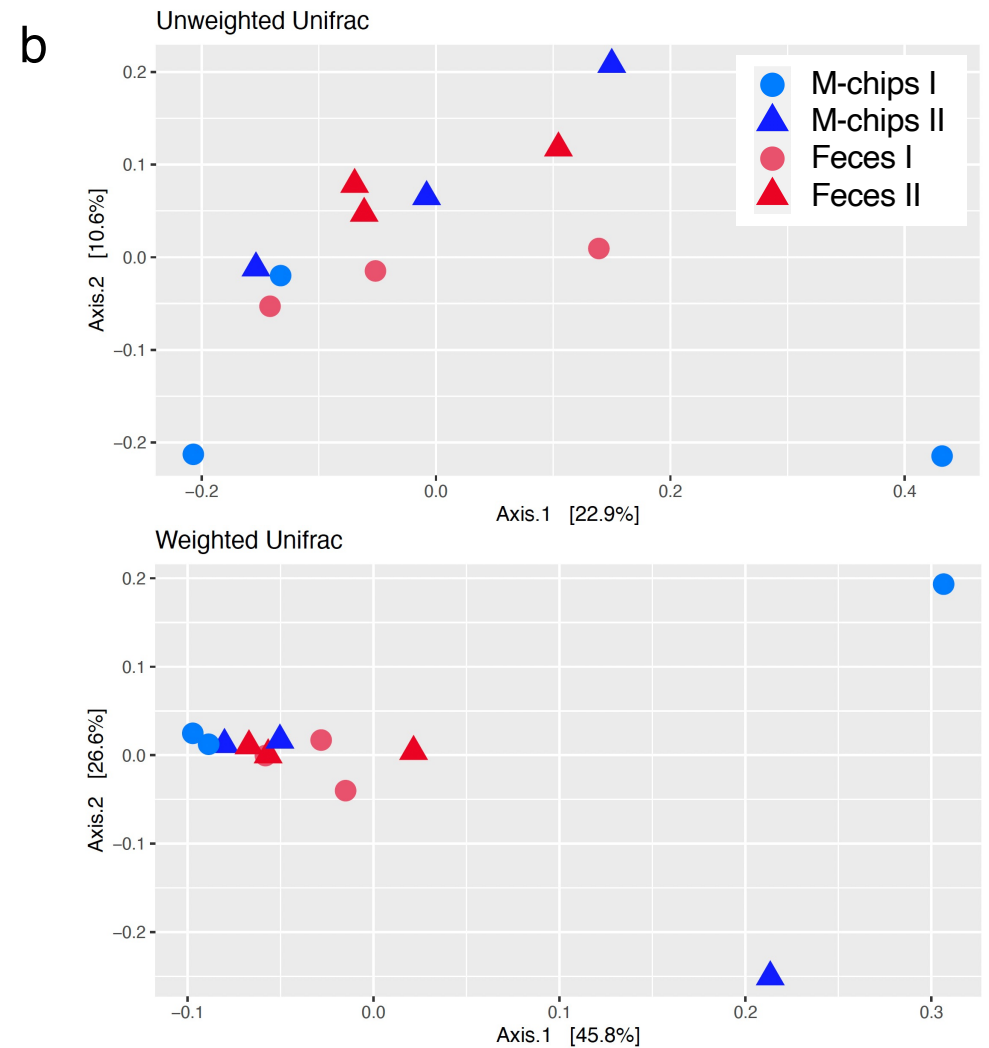 b
Unweighted Unifrac
M-chips I
M-chips II
Feces I
Feces II
0.2
0.1
0.0
−0.1
−0.2
Axis.2 [10.6%]
−0.2 0.0 0.2 0.4
Axis.1 [22.9%]
Weighted Unifrac
0.2
0.1
0.0
−0.1
−0.2
Axis.2 [26.6%]
−0.1 0.0 0.1 0.2 0.3
Axis.1 [45.8%]